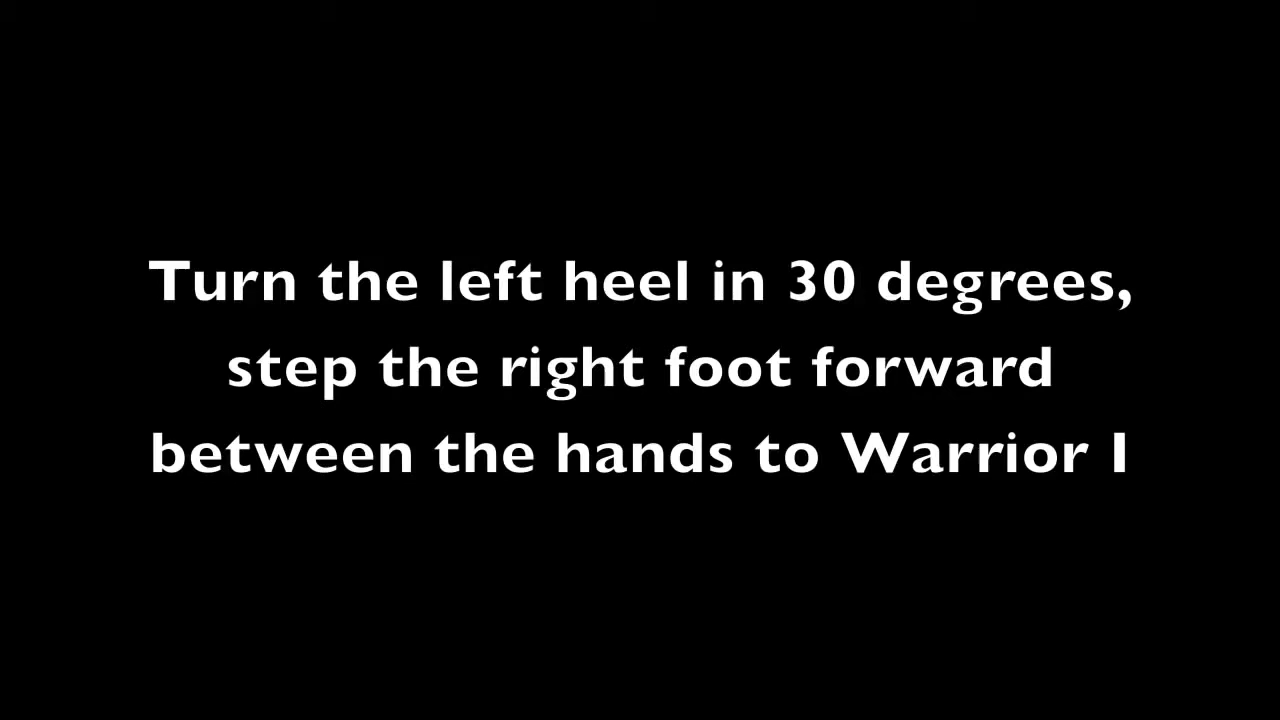 Turn the left heel in 30 degrees,
step the right foot forward
between the hands to Warrior I